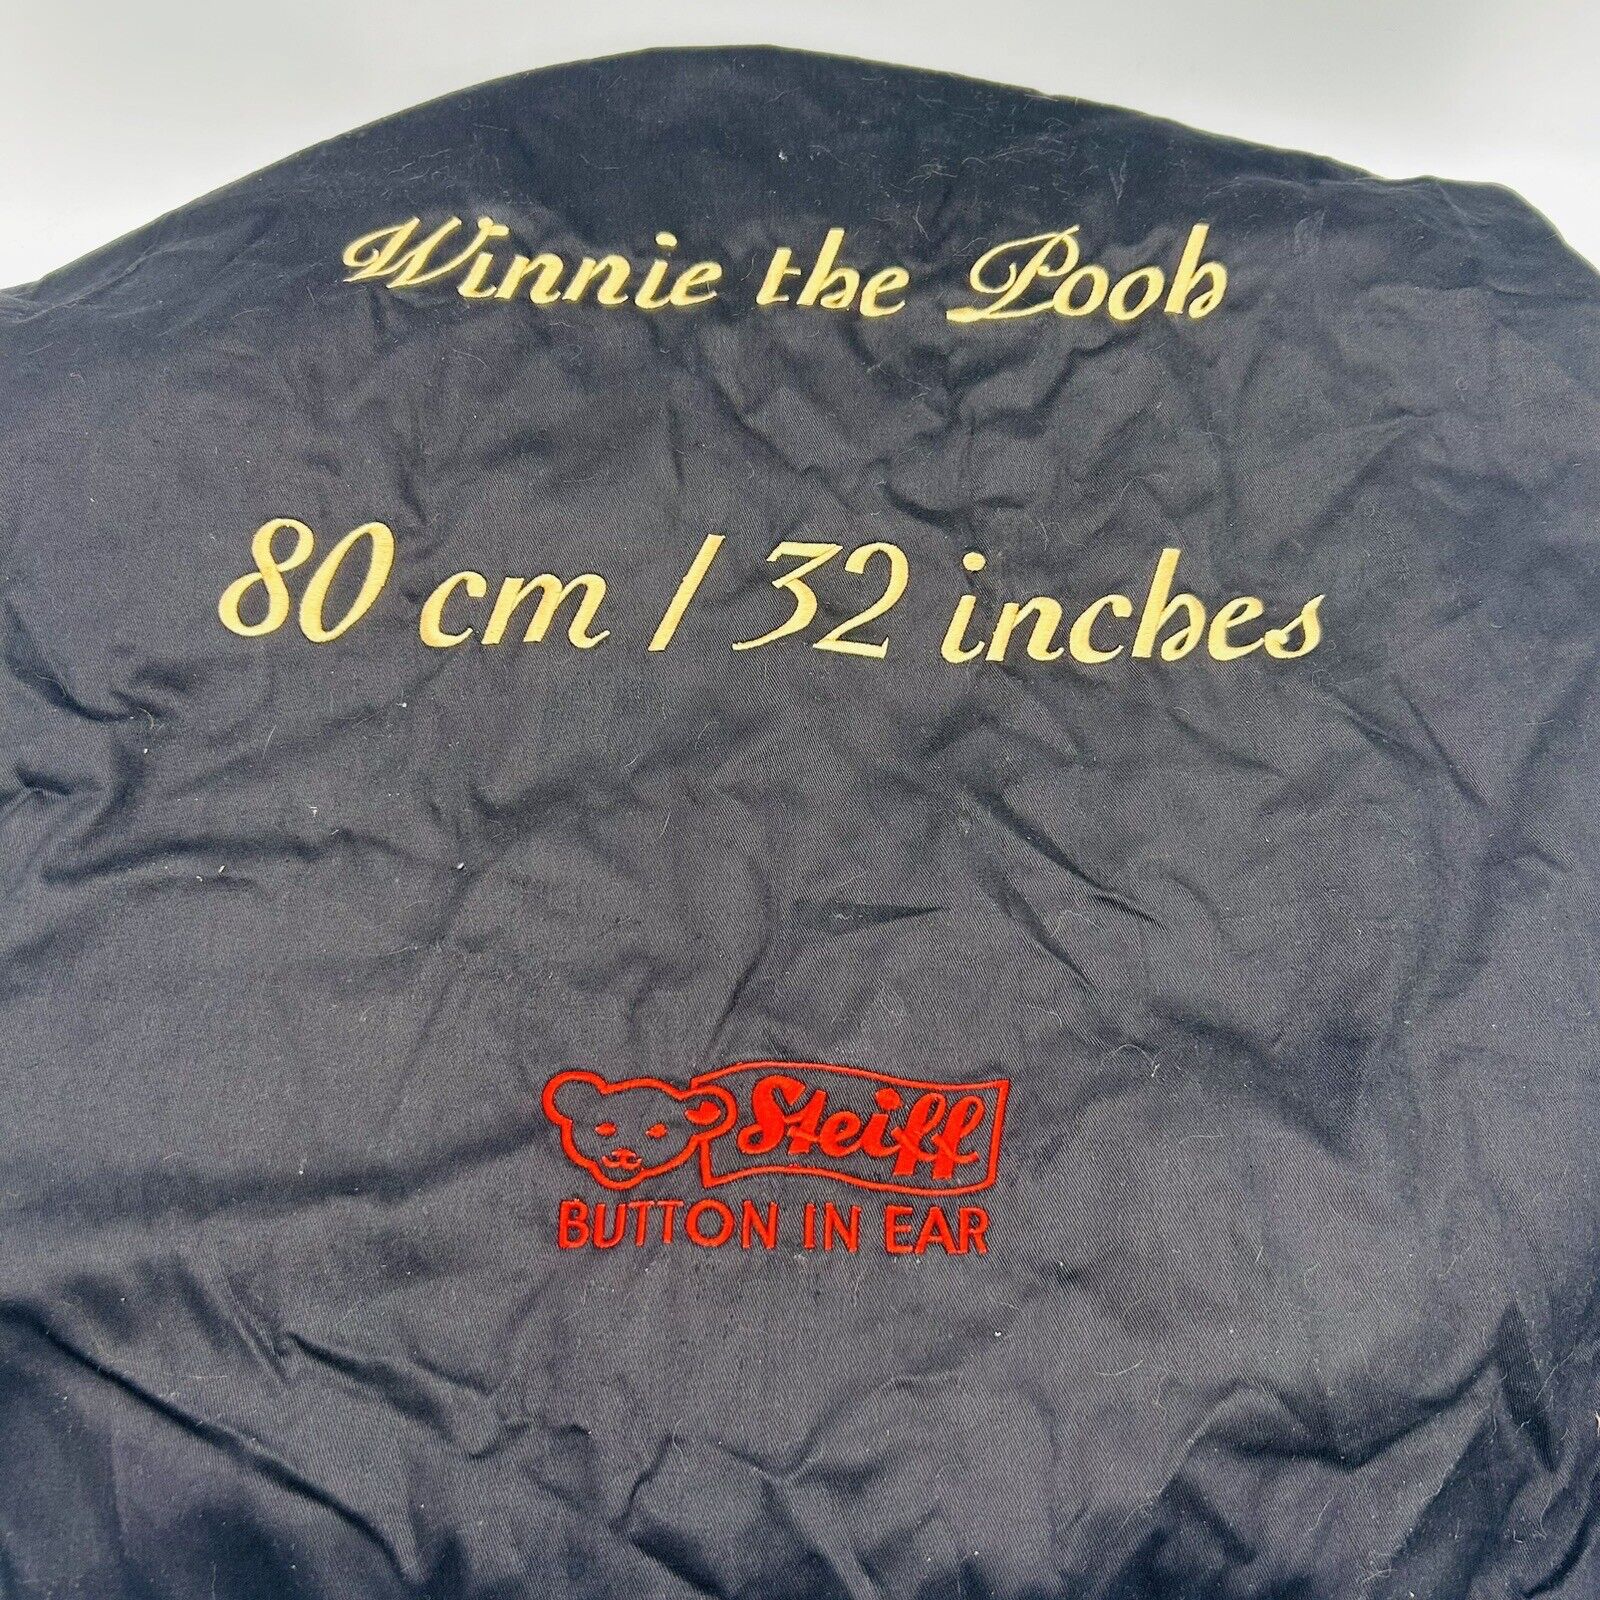 Winnie the Pooh
80 cm / 32 inches
Steiff
BUTTON IN EAR